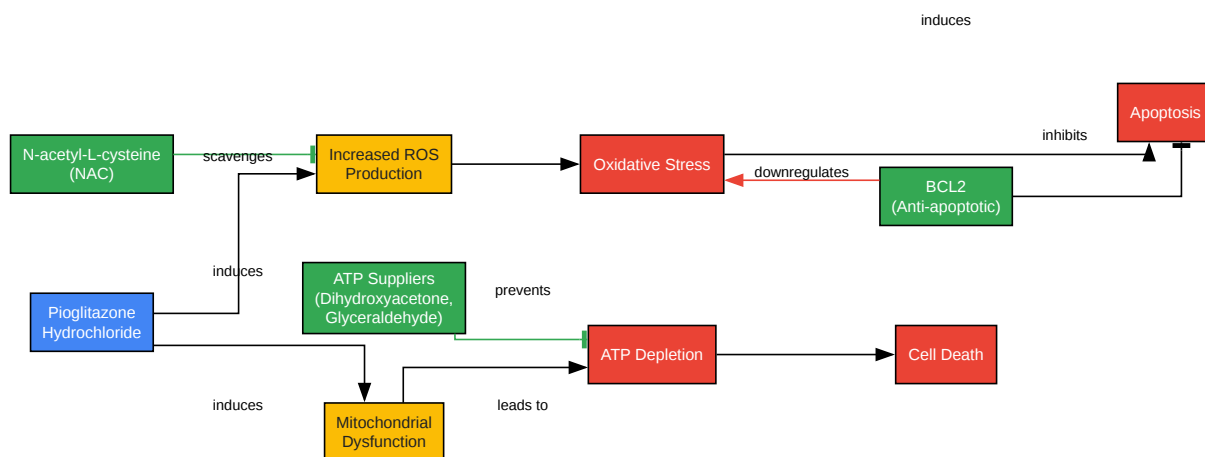 induces
Apoptosis
inhibits
N-acetyl-L-cysteine
(NAC)
scavenges
Increased ROS
Production
Oxidative Stress
downregulates
BCL2
(Anti-apoptotic)
induces
ATP Suppliers
(Dihydroxyacetone,
Glyceraldehyde)
prevents
Pioglitazone
Hydrochloride
ATP Depletion
Cell Death
induces
leads to
Mitochondrial
Dysfunction